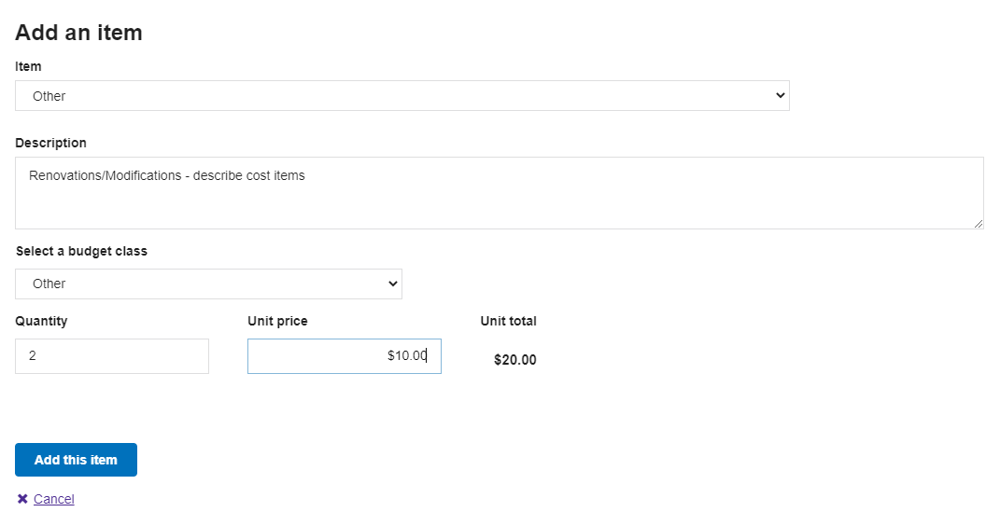 Add an item
Item
Other
Description
Renovations/Modifications - describe cost items
Select a budget class
Other
Quantity Unit price Unit total
2 $10.00 $20.00
Add this item
Cancel